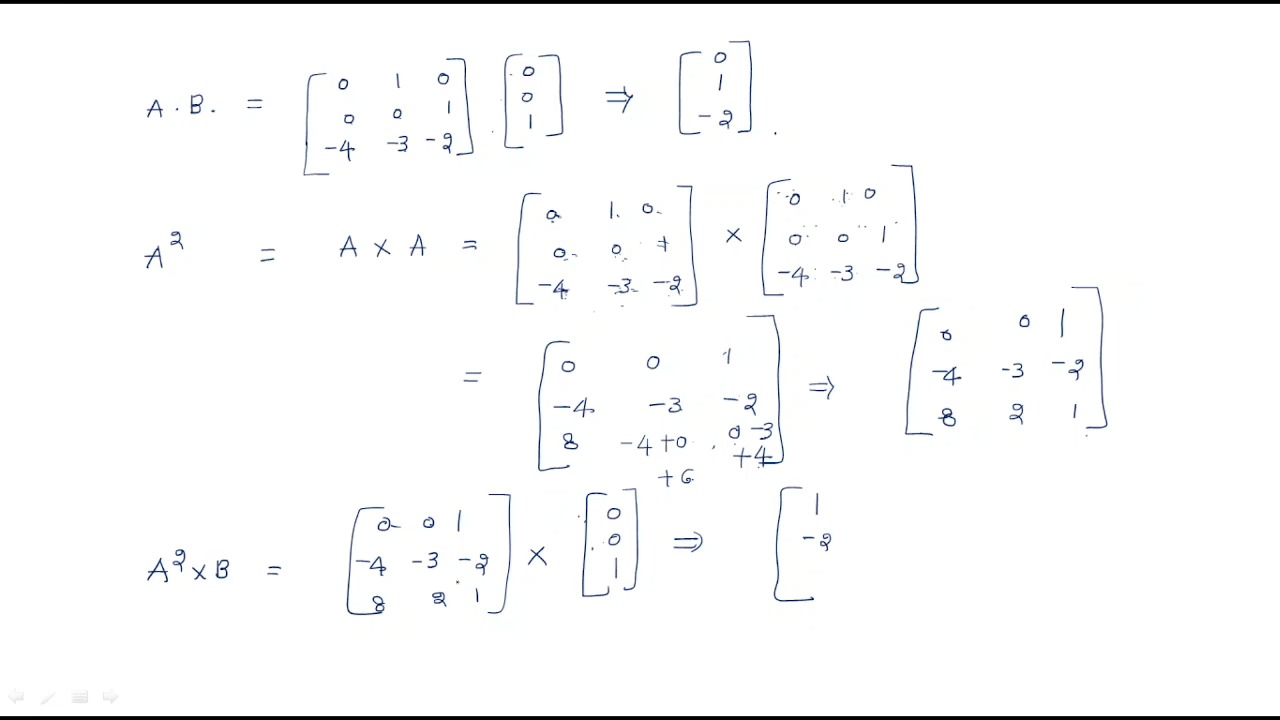 A . B. = [ 0 1 0 ] . [ 0 ] ⇒ [ 0 ] .
[ 0 0 1 ] [ 0 ] [ 1 ]
[ -4 -3 -2 ] [ 1 ] [ -2 ]
A² = A × A = [ 0 1 0 ] × [ 0 1 0 ]
[ 0 0 1 ] [ 0 0 1 ]
[ -4 -3 -2 ] [ -4 -3 -2 ]
= [ 0 0 1 ] ⇒ [ 0 0 1 ]
[ -4 -3 -2 ] [ -4 -3 -2 ]
[ 8 -4+0 0-3 ] [ 8 2 1 ]
+6 +4
A² × B = [ 0 0 1 ] × [ 0 ] ⇒ [ 1
[ -4 -3 -2 ] [ 0 ] [ -2
[ 8 2 1 ] [ 1 ] [